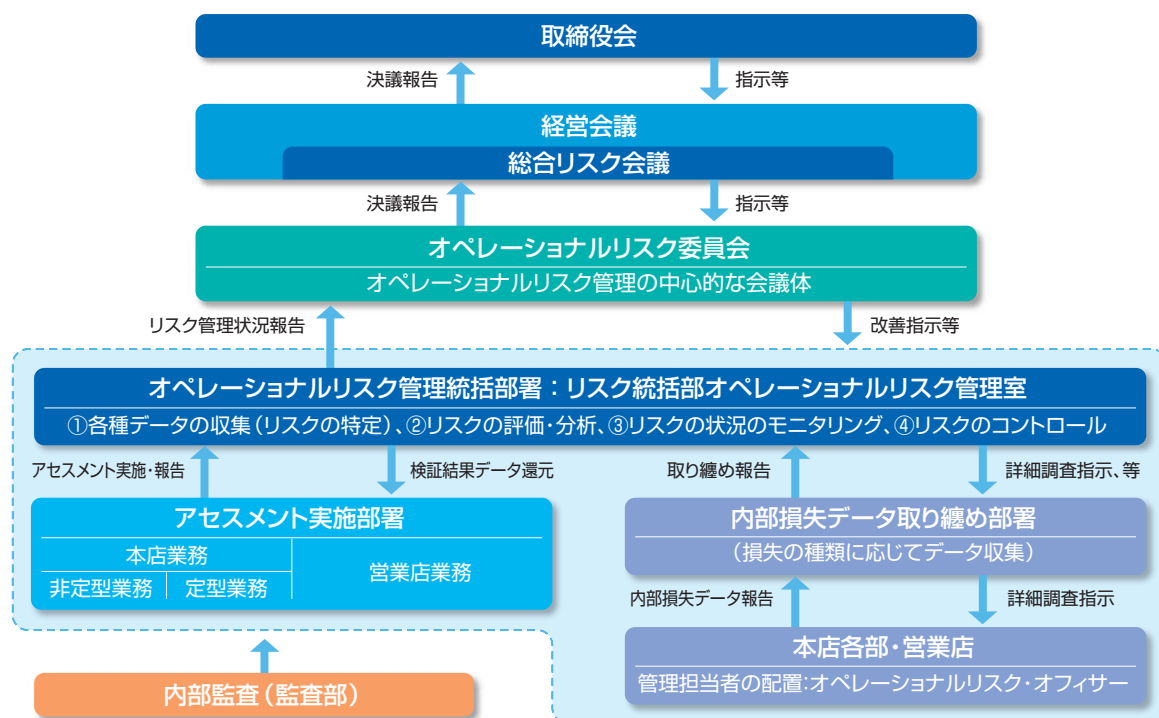 取締役会
決議報告
指示等
経営会議
総合リスク会議
決議報告
指示等
オペレーショナルリスク委員会
オペレーショナルリスク管理の中心的な会議体
リスク管理状況報告
改善指示等
オペレーショナルリスク管理統括部署：リスク統括部オペレーショナルリスク管理室
①各種データの収集（リスクの特定）、②リスクの評価・分析、③リスクの状況のモニタリング、④リスクのコントロール
アセスメント実施・報告
検証結果データ還元
取り纏め報告
詳細調査指示、等
アセスメント実施部署
本店業務
非定型業務
定型業務
営業店業務
内部損失データ取り纏め部署
（損失の種類に応じてデータ収集）
内部損失データ報告
詳細調査指示
本店各部・営業店
管理担当者の配置：オペレーショナルリスク・オフィサー
内部監査（監査部）